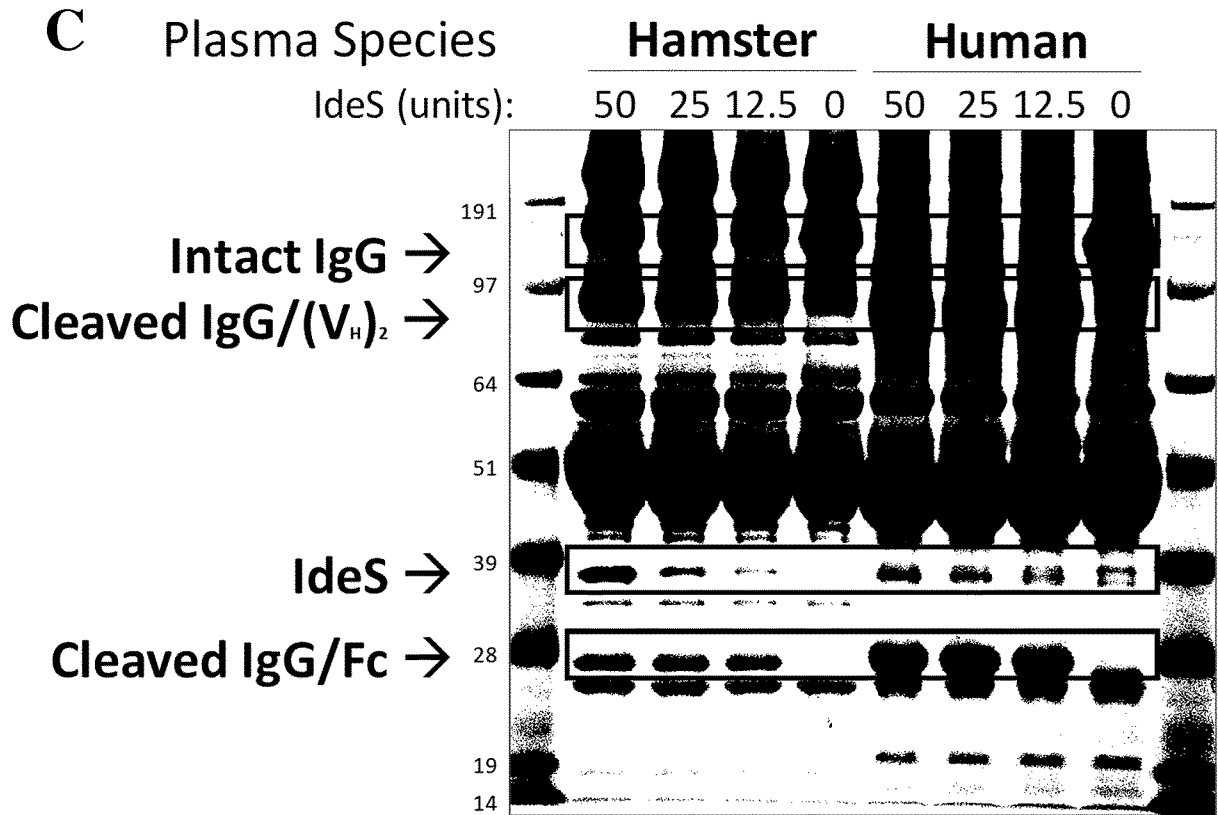 C Plasma Species Hamster Human
IdeS (units): 50 25 12.5 0 50 25 12.5 0
191
Intact IgG →
97
Cleaved IgG/(VH)2 →
64
51
39
IdeS →
28
Cleaved IgG/Fc →
19
14